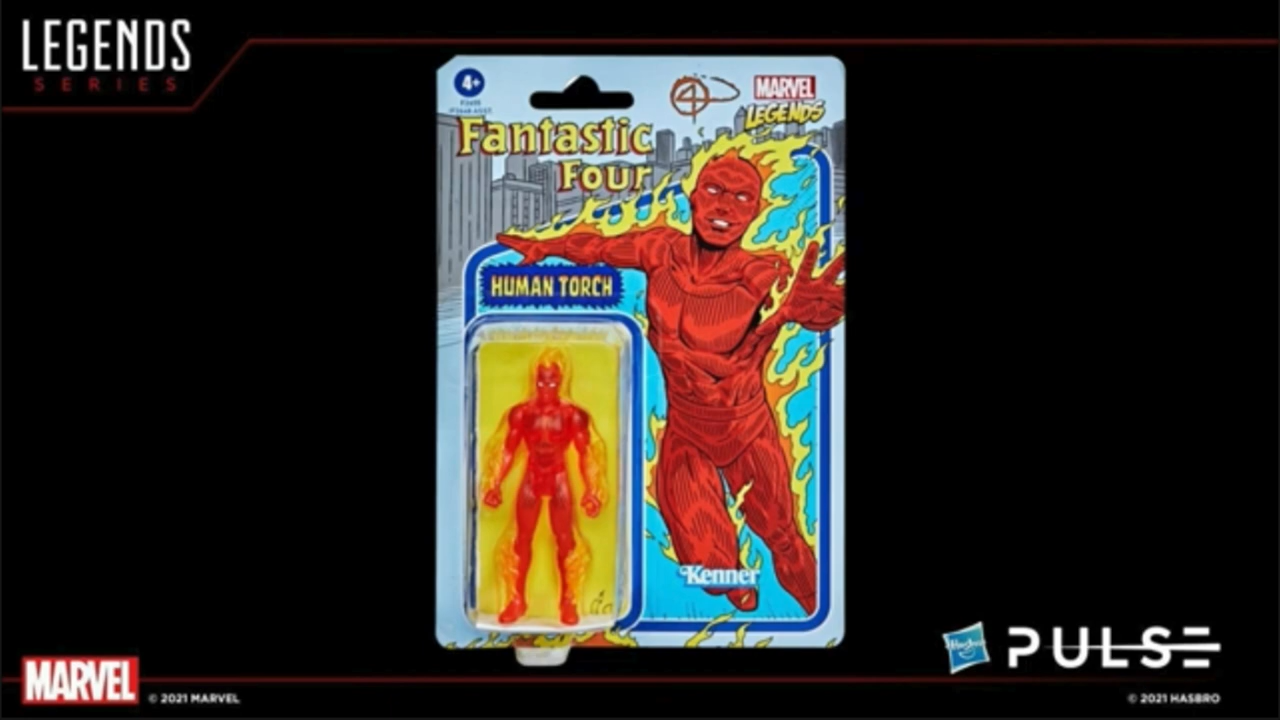 LEGENDS
SERIES
4+
MARVEL
LEGENDS
Fantastic
Four
HUMAN TORCH
Kenner
MARVEL
© 2021 MARVEL
Hasbro
PULSE
© 2021 HASBRO